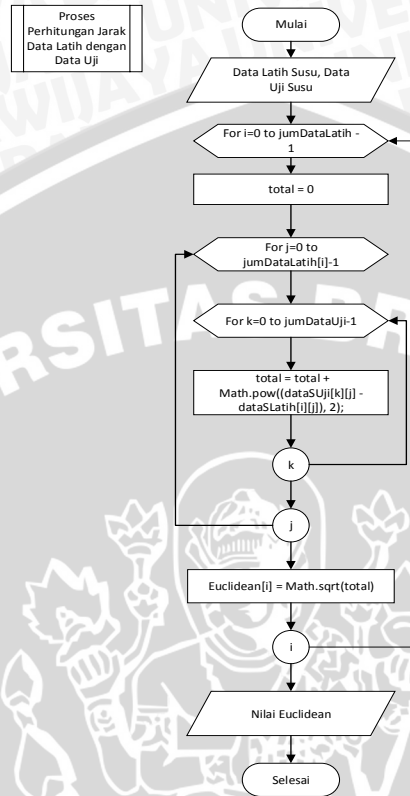 Proses
Perhitungan Jarak
Data Latih dengan
Data Uji
Mulai
Data Latih Susu, Data
Uji Susu
For i=0 to jumDataLatih -
1
total = 0
For j=0 to
jumDataLatih[i]-1
For k=0 to jumDataUji-1
total = total +
Math.pow((dataSUji[k][j] -
dataSLatih[i][j]), 2);
k
j
Euclidean[i] = Math.sqrt(total)
i
Nilai Euclidean
Selesai